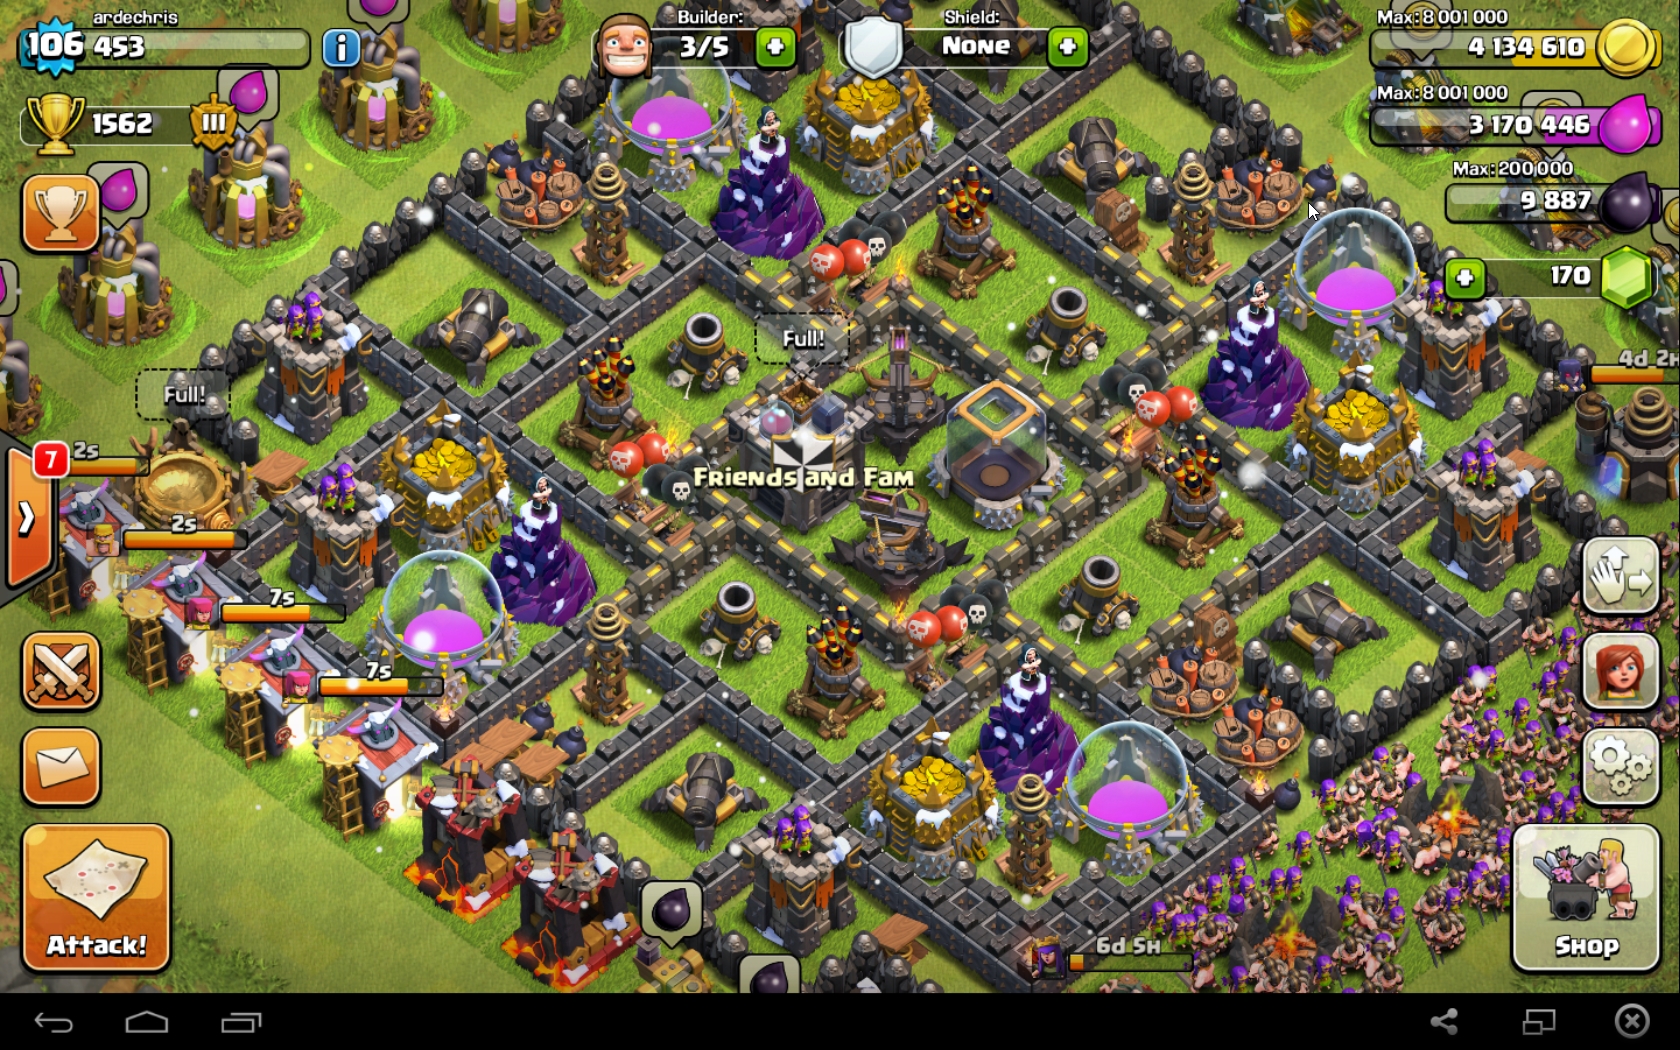 ardechris
106
453
Builder:
3/5
Shield:
None
Max: 8 001 000
4 134 610
1562
III
Max: 8 001 000
3 170 446
Max: 200 000
9 887
170
Full!
Full!
7
2s
2s
7s
7s
Friends and Fam
6d 5h
Attack!
Shop